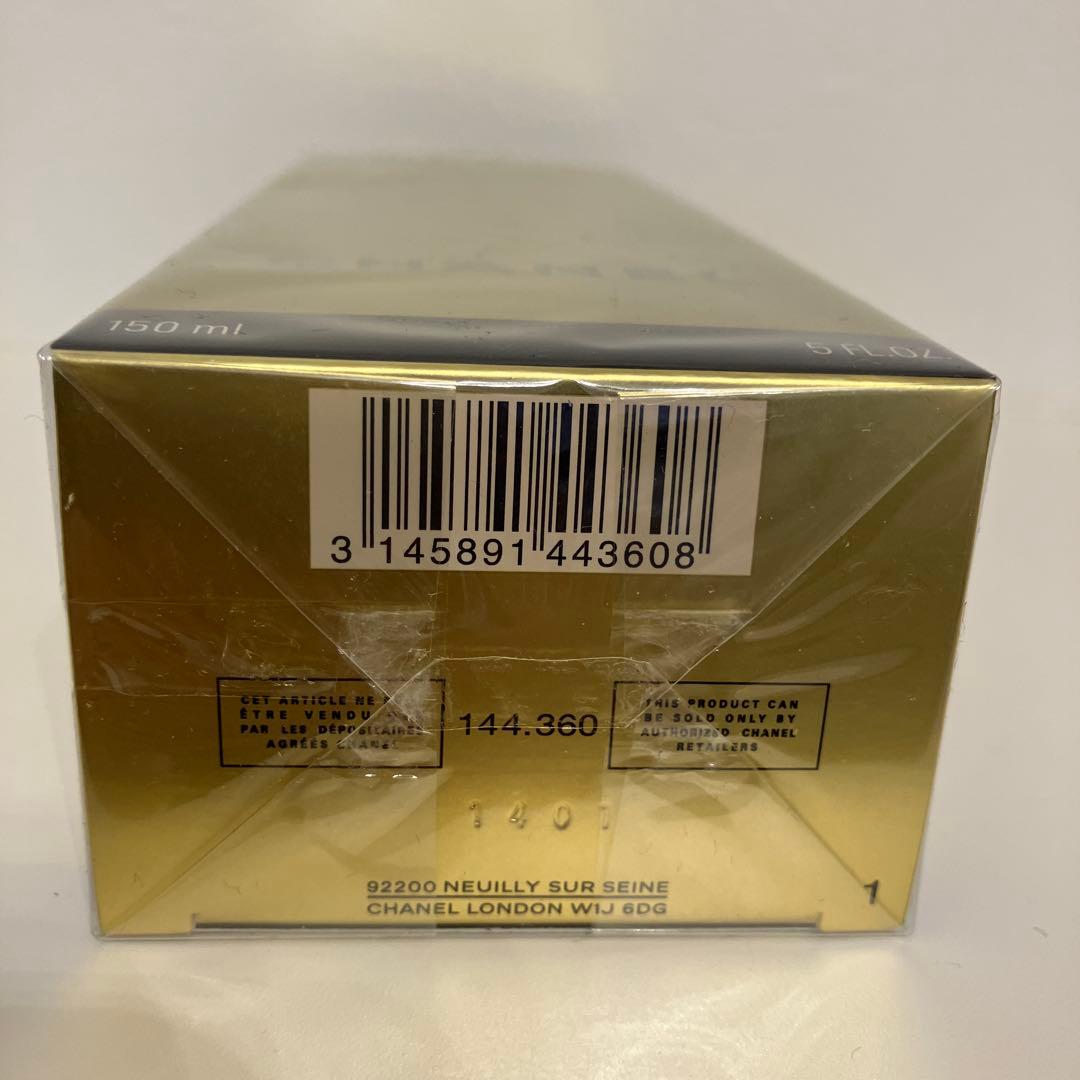 150 ml
5 FL.OZ.
3 145891 443608
CET ARTICLE NE
ÊTRE VENDU
PAR LES DÉPOSITAIRES
AGRÉÉS CHANEL
144.360
THIS PRODUCT CAN
BE SOLD ONLY BY
AUTHORIZED CHANEL
RETAILERS
1401
92200 NEUILLY SUR SEINE
CHANEL LONDON W1J 6DG
1